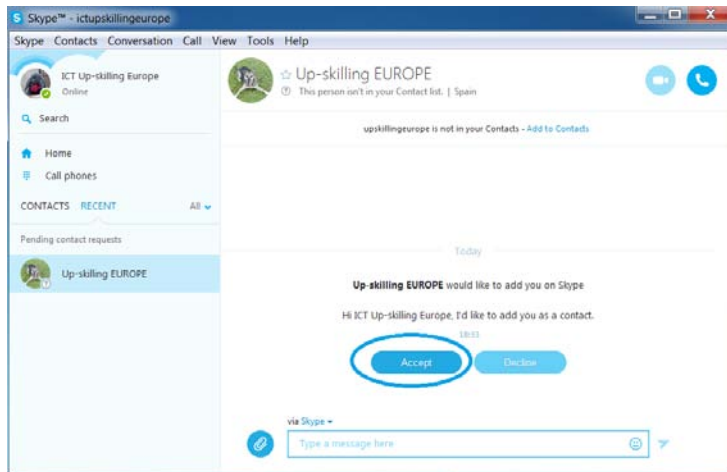 Skype™ - ictupskillingeurope
Skype Contacts Conversation Call View Tools Help
ICT Up-skilling Europe
Online
Search
Home
Call phones
CONTACTS RECENT All
Pending contact requests
Up-skilling EUROPE
Up-skilling EUROPE
This person isn't in your Contact list. | Spain
upskillingeurope is not in your Contacts - Add to Contacts
Today
Up-skilling EUROPE would like to add you on Skype
Hi ICT Up-skilling Europe, I'd like to add you as a contact.
Accept Decline
via Skype
Type a message here